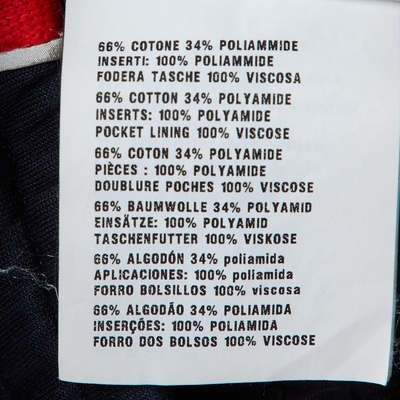 66% COTONE 34% POLIAMMIDE
INSERTI: 100% POLIAMMIDE
FODERA TASCHE 100% VISCOSA
66% COTTON 34% POLYAMIDE
INSERTS: 100% POLYAMIDE
POCKET LINING 100% VISCOSE
66% COTON 34% POLYAMIDE
PIÈCES : 100% POLYAMIDE
DOUBLURE POCHES 100% VISCOSE
66% BAUMWOLLE 34% POLYAMID
EINSÄTZE: 100% POLYAMID
TASCHENFUTTER 100% VISKOSE
66% ALGODÓN 34% poliamida
APLICACIONES: 100% poliamida
FORRO BOLSILLOS 100% viscosa
66% ALGODÃO 34% POLIAMIDA
INSERÇÕES: 100% POLIAMIDA
FORRO DOS BOLSOS 100% VISCOSE